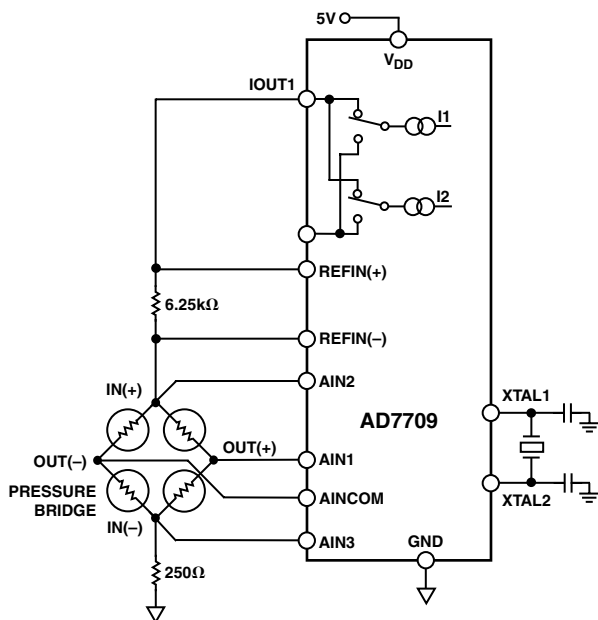 5V
VDD
IOUT1
I1
I2
REFIN(+)
6.25kΩ
REFIN(–)
IN(+)
AIN2
XTAL1
AD7709
OUT(+)
OUT(–)
AIN1
PRESSURE
BRIDGE
AINCOM
XTAL2
IN(–)
AIN3
GND
250Ω